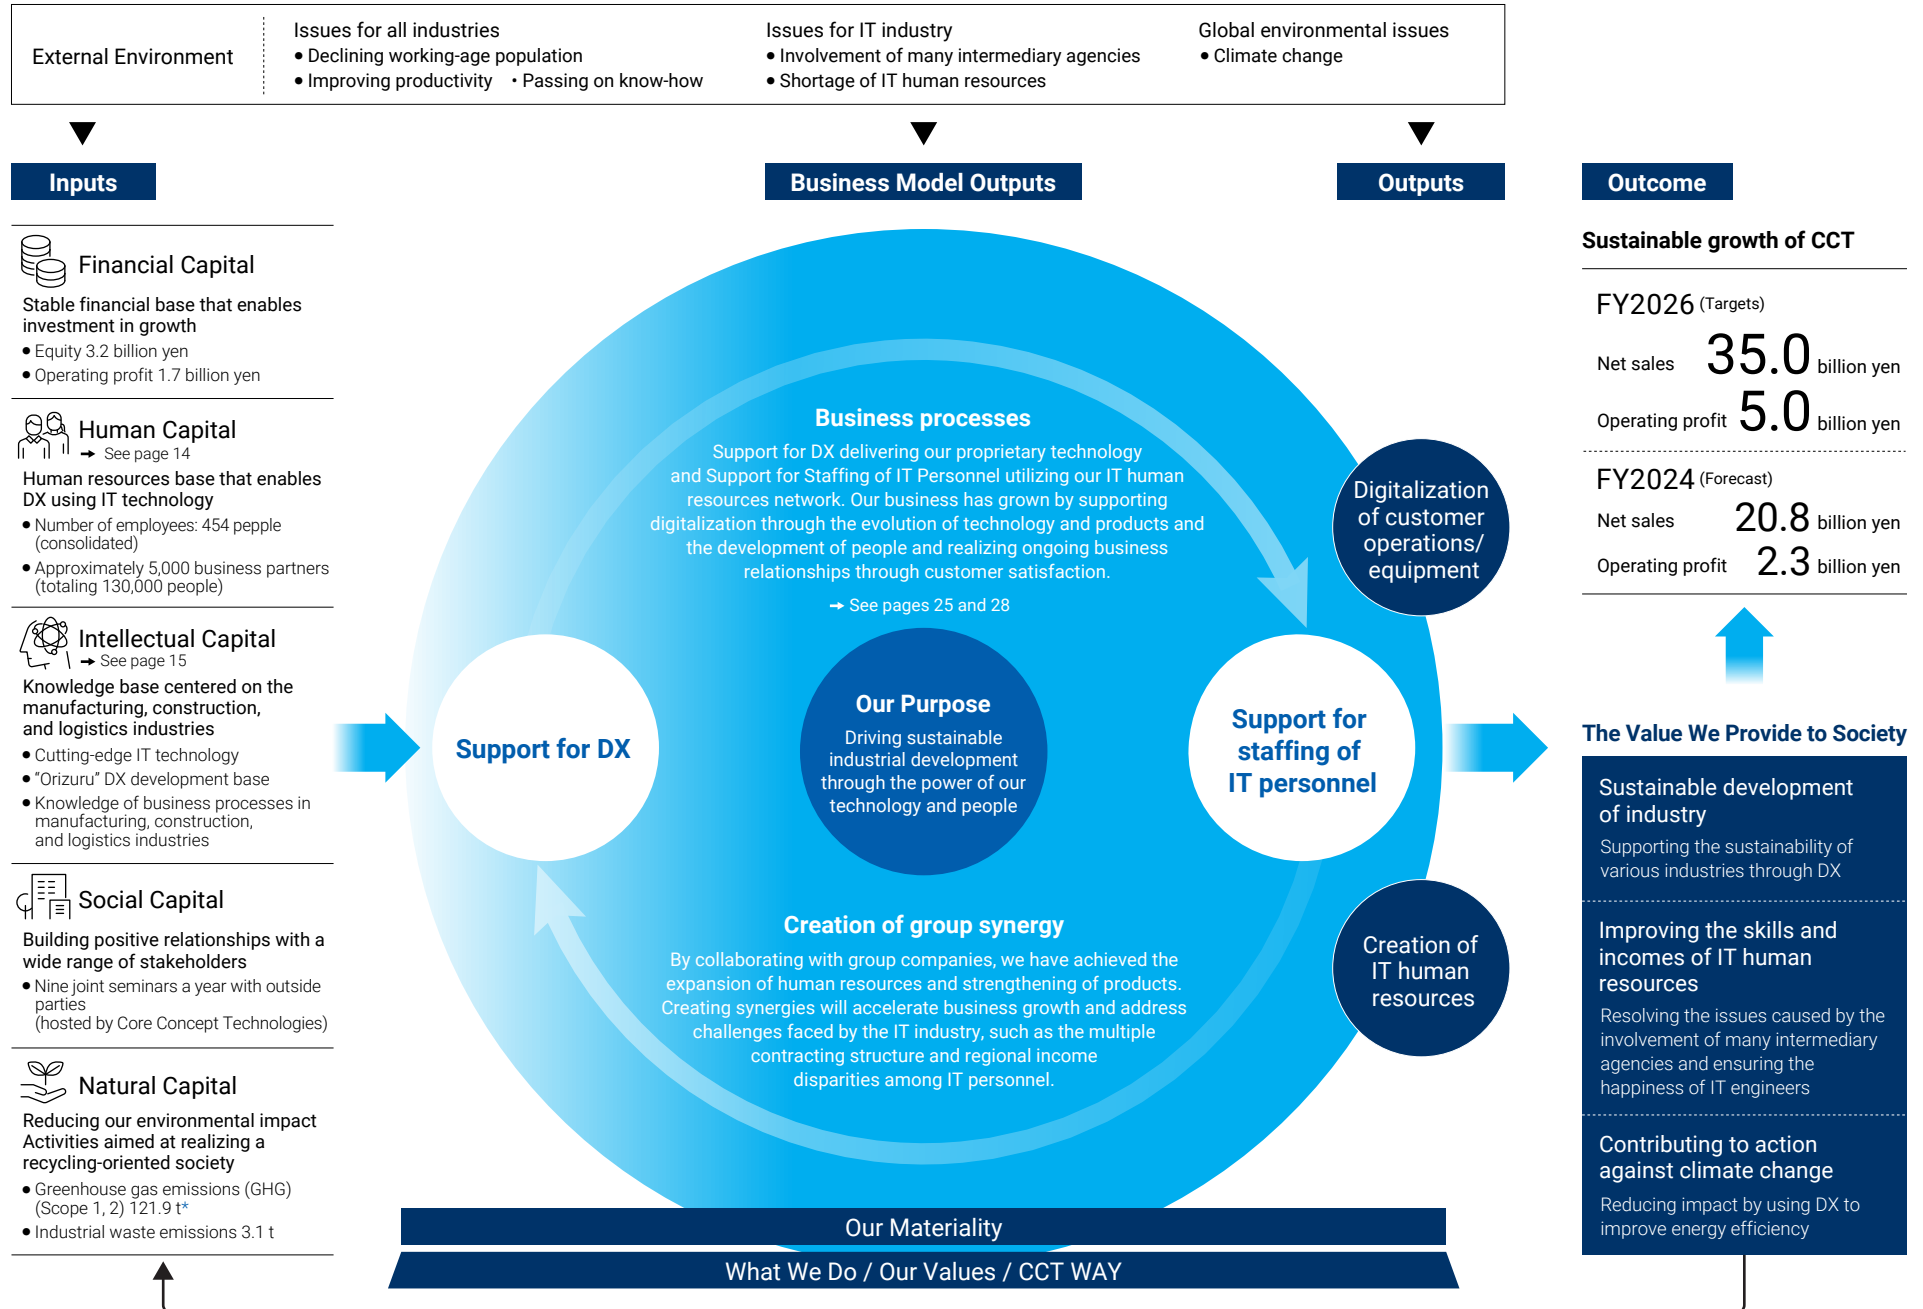 External Environment
Issues for all industries
● Declining working-age population
● Improving productivity ・Passing on know-how
Issues for IT industry
● Involvement of many intermediary agencies
● Shortage of IT human resources
Global environmental issues
● Climate change
Inputs
Business Model Outputs
Outputs
Outcome
Financial Capital
Stable financial base that enables
investment in growth
● Equity 3.2 billion yen
● Operating profit 1.7 billion yen
Human Capital
→ See page 14
Human resources base that enables
DX using IT technology
● Number of employees: 454 pepple
(consolidated)
● Approximately 5,000 business partners
(totaling 130,000 people)
Intellectual Capital
→ See page 15
Knowledge base centered on the
manufacturing, construction,
and logistics industries
● Cutting-edge IT technology
● “Orizuru” DX development base
● Knowledge of business processes in
manufacturing, construction,
and logistics industries
Social Capital
Building positive relationships with a
wide range of stakeholders
● Nine joint seminars a year with outside
parties
(hosted by Core Concept Technologies)
Natural Capital
Reducing our environmental impact
Activities aimed at realizing a
recycling-oriented society
● Greenhouse gas emissions (GHG)
(Scope 1, 2) 121.9 t*
● Industrial waste emissions 3.1 t
Business processes
Support for DX delivering our proprietary technology
and Support for Staffing of IT Personnel utilizing our IT human
resources network. Our business has grown by supporting
digitalization through the evolution of technology and products and
the development of people and realizing ongoing business
relationships through customer satisfaction.
→ See pages 25 and 28
Support for DX
Our Purpose
Driving sustainable
industrial development
through the power of our
technology and people
Support for
staffing of
IT personnel
Creation of group synergy
By collaborating with group companies, we have achieved the
expansion of human resources and strengthening of products.
Creating synergies will accelerate business growth and address
challenges faced by the IT industry, such as the multiple
contracting structure and regional income
disparities among IT personnel.
Digitalization
of customer
operations/
equipment
Creation of
IT human
resources
Our Materiality
What We Do / Our Values / CCT WAY
Sustainable growth of CCT
FY2026 (Targets)
Net sales 35.0 billion yen
Operating profit 5.0 billion yen
FY2024 (Forecast)
Net sales 20.8 billion yen
Operating profit 2.3 billion yen
The Value We Provide to Society
Sustainable development
of industry
Supporting the sustainability of
various industries through DX
Improving the skills and
incomes of IT human
resources
Resolving the issues caused by the
involvement of many intermediary
agencies and ensuring the
happiness of IT engineers
Contributing to action
against climate change
Reducing impact by using DX to
improve energy efficiency